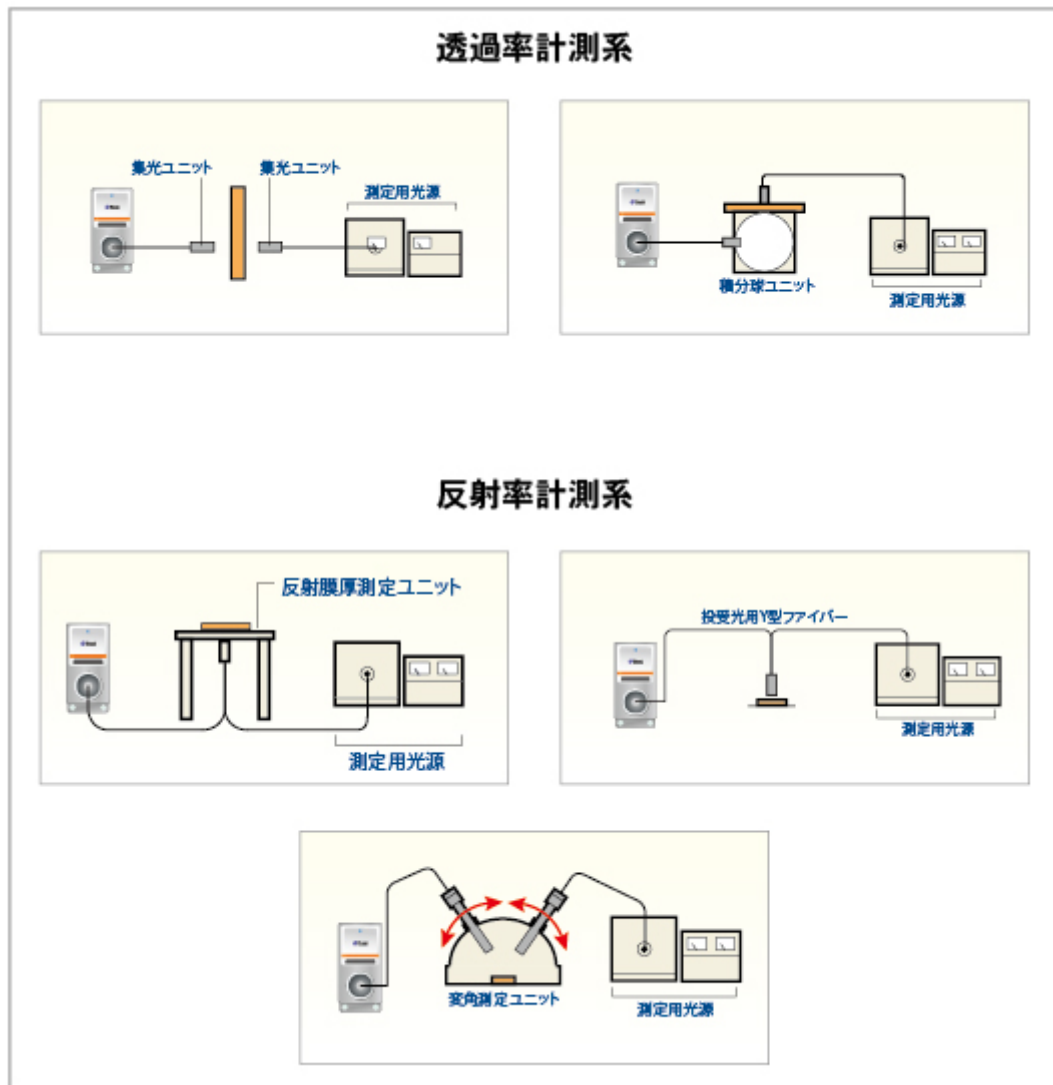 透過率計測系
集光ユニット
集光ユニット
測定用光源
積分球ユニット
測定用光源
反射率計測系
反射膜厚測定ユニット
測定用光源
投受光用Y型ファイバー
測定用光源
変角測定ユニット
測定用光源